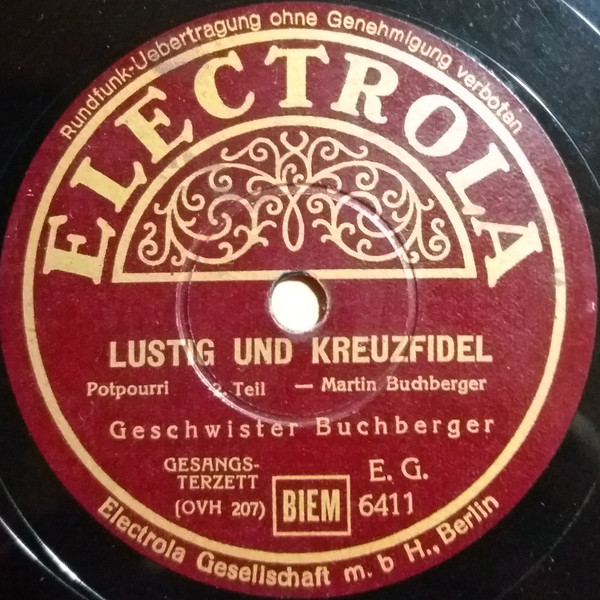 Rundfunk-Uebertragung ohne Genehmigung verboten
ELECTROLA
LUSTIG UND KREUZFIDEL
Potpourri 2. Teil — Martin Buchberger
Geschwister Buchberger
GESANGS-
TERZETT
(OVH 207)
BIEM
E. G.
6411
Electrola Gesellschaft m. b H., Berlin